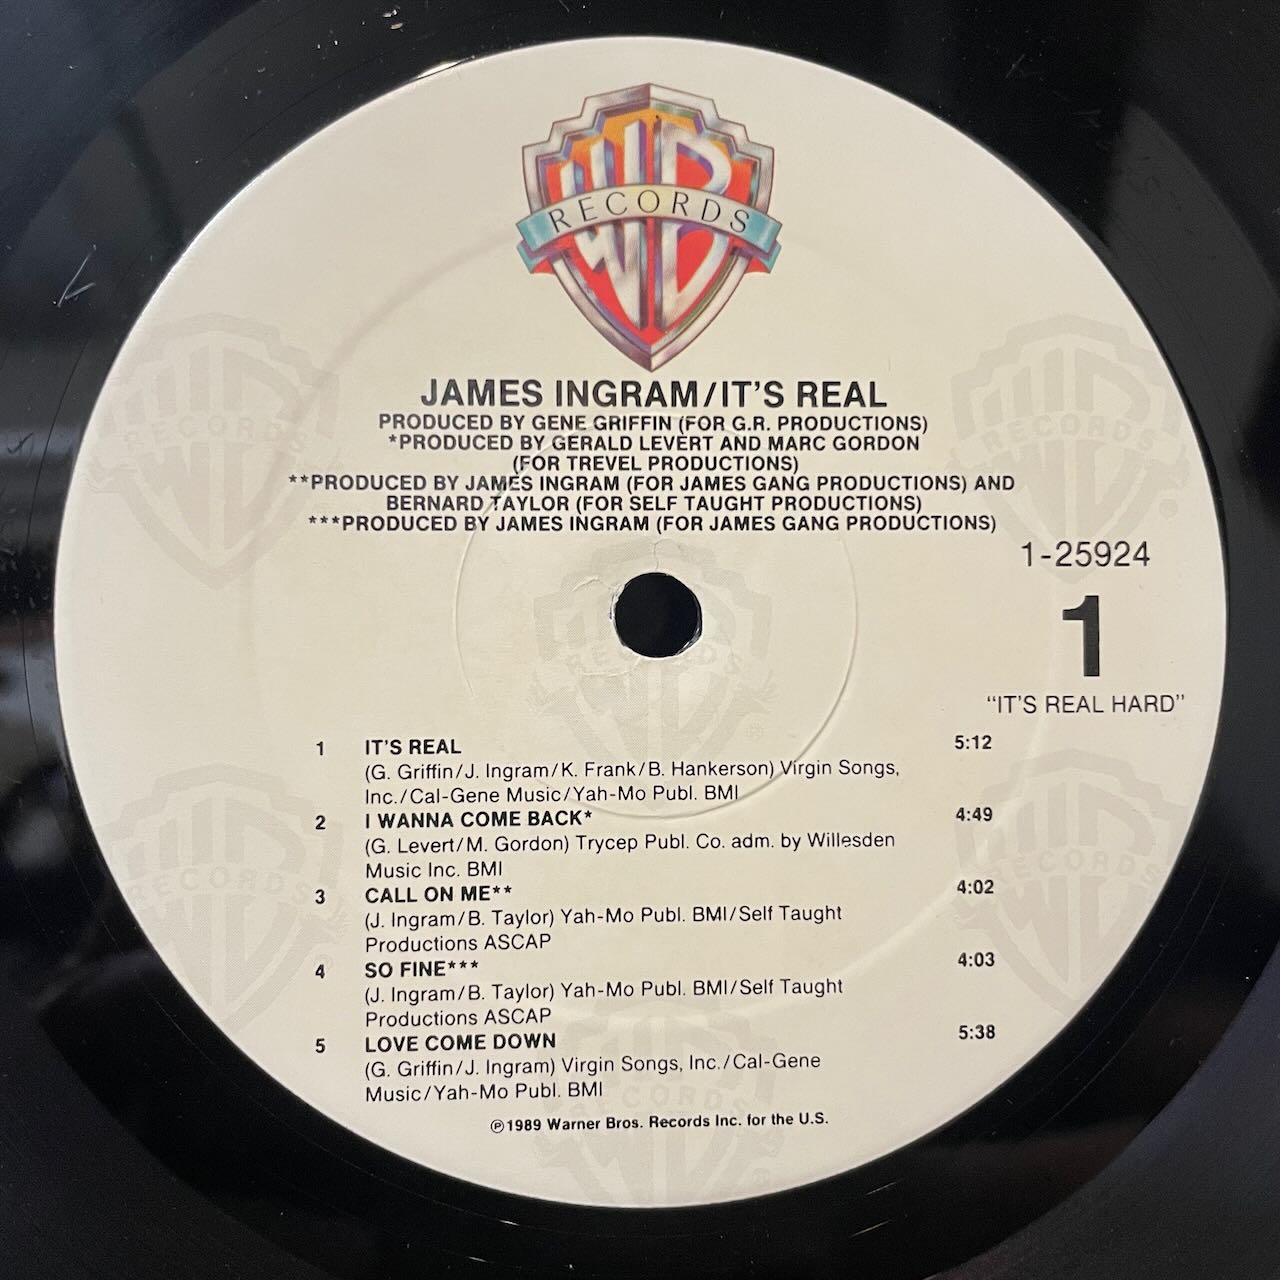 WB
RECORDS
JAMES INGRAM/IT'S REAL
PRODUCED BY GENE GRIFFIN (FOR G.R. PRODUCTIONS)
*PRODUCED BY GERALD LEVERT AND MARC GORDON
(FOR TREVEL PRODUCTIONS)
**PRODUCED BY JAMES INGRAM (FOR JAMES GANG PRODUCTIONS) AND
BERNARD TAYLOR (FOR SELF TAUGHT PRODUCTIONS)
***PRODUCED BY JAMES INGRAM (FOR JAMES GANG PRODUCTIONS)
1-25924
1
“IT'S REAL HARD”
1 IT'S REAL 5:12
(G. Griffin/J. Ingram/K. Frank/B. Hankerson) Virgin Songs,
Inc./Cal-Gene Music/Yah-Mo Publ. BMI
2 I WANNA COME BACK* 4:49
(G. Levert/M. Gordon) Trycep Publ. Co. adm. by Willesden
Music Inc. BMI
3 CALL ON ME** 4:02
(J. Ingram/B. Taylor) Yah-Mo Publ. BMI/Self Taught
Productions ASCAP
4 SO FINE*** 4:03
(J. Ingram/B. Taylor) Yah-Mo Publ. BMI/Self Taught
Productions ASCAP
5 LOVE COME DOWN 5:38
(G. Griffin/J. Ingram) Virgin Songs, Inc./Cal-Gene
Music/Yah-Mo Publ. BMI
℗1989 Warner Bros. Records Inc. for the U.S.